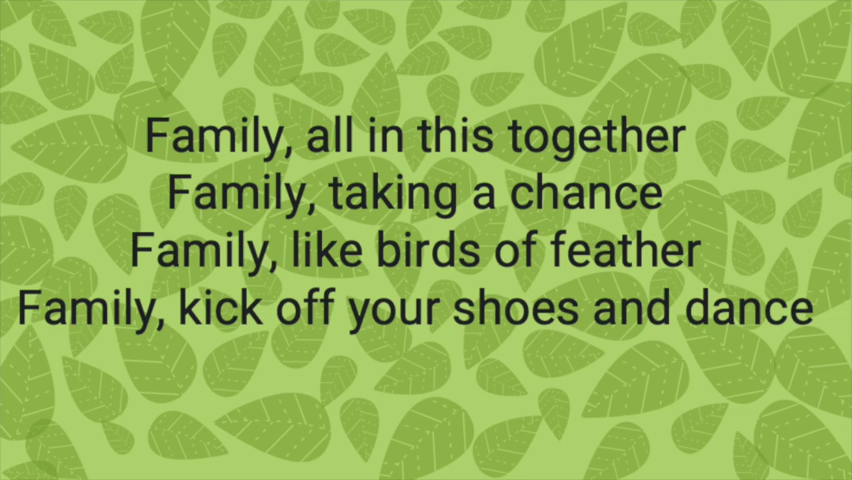 Family, all in this together
Family, taking a chance
Family, like birds of feather
Family, kick off your shoes and dance